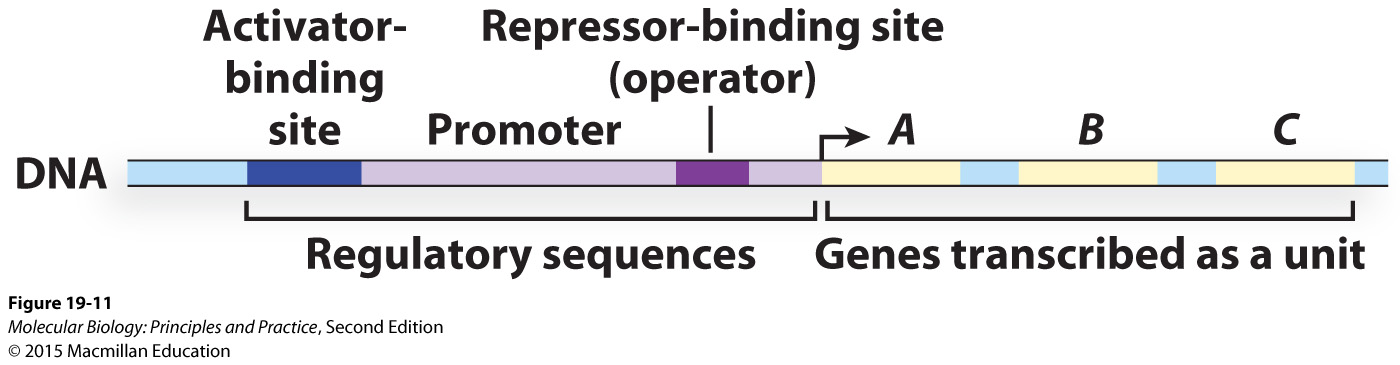 Activator-
binding
site
Repressor-binding site
(operator)
Promoter
A
B
C
DNA
Regulatory sequences
Genes transcribed as a unit
Figure 19-11
Molecular Biology: Principles and Practice, Second Edition
© 2015 Macmillan Education